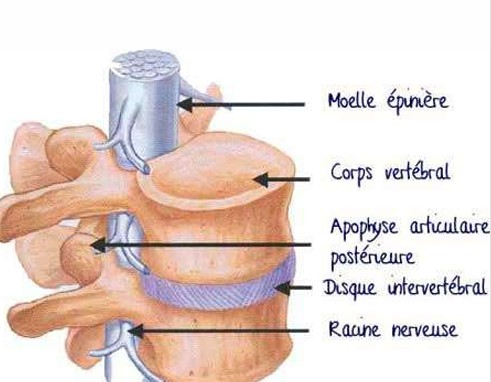 Moelle épinière
Corps vertébral
Apophyse articulaire
postérieure
Disque intervertébral
Racine nerveuse